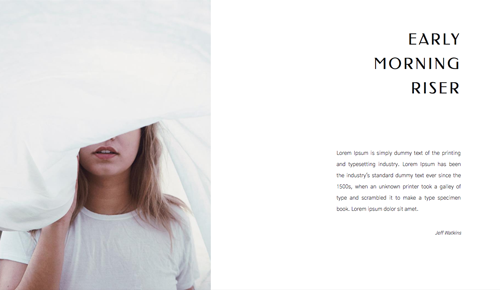 EARLY
MORNING
RISER
Lorem Ipsum is simply dummy text of the printing
and typesetting industry. Lorem Ipsum has been
the industry's standard dummy text ever since the
1500s, when an unknown printer took a galley of
type and scrambled it to make a type specimen
book. Lorem ipsum dolor sit amet.
Jeff Watkins